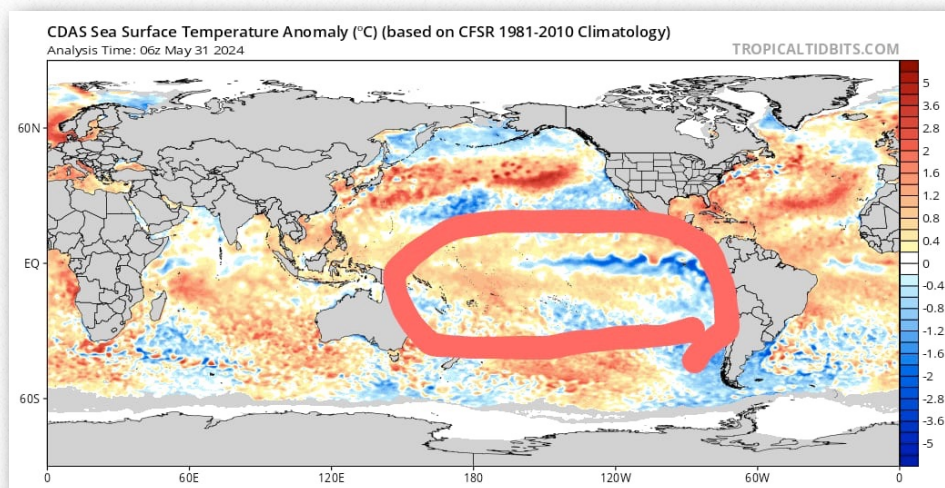 CDAS Sea Surface Temperature Anomaly (°C) (based on CFSR 1981-2010 Climatology)
Analysis Time: 06z May 31 2024
TROPICALTIDBITS.COM
60N
EQ
60S
0
60E
120E
180
120W
60W
0
5
3.6
2.8
2
1.6
1.2
0.8
0.4
0
-0.4
-0.8
-1.2
-1.6
-2
-2.8
-3.6
-5